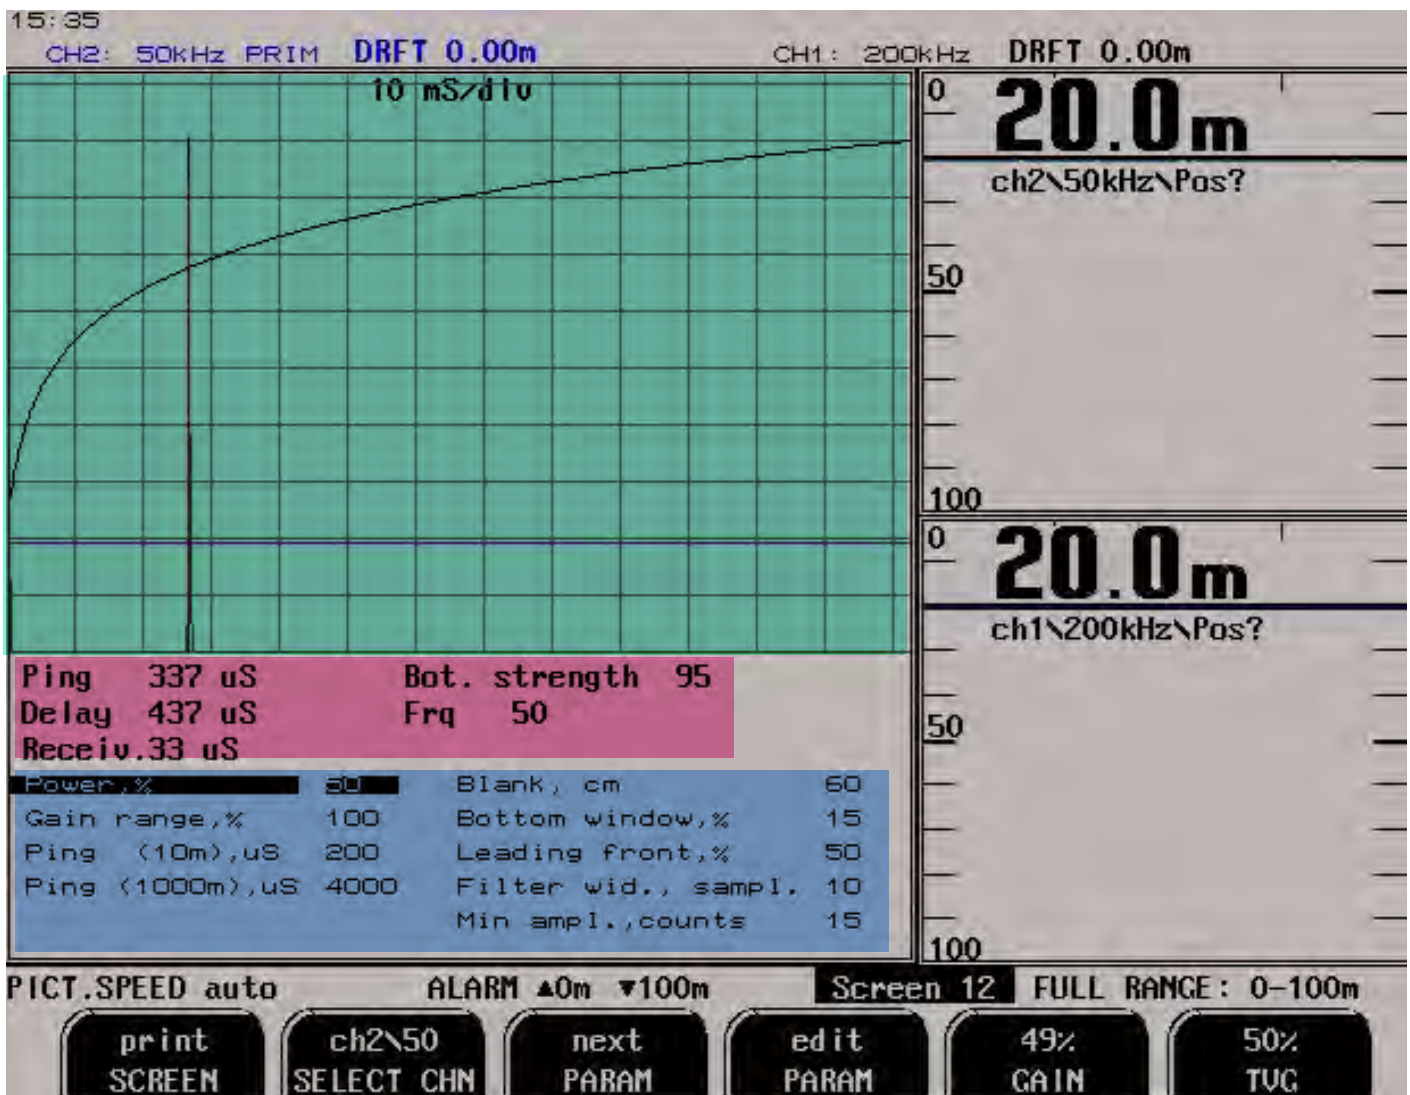 15:35
CH2: 50kHz PRIM DRFT 0.00m CH1: 200kHz DRFT 0.00m
10 mS/div
0 20.0m
ch2\50kHz\Pos?
50
100
0 20.0m
ch1\200kHz\Pos?
50
100
Ping 337 uS Bot. strength 95
Delay 437 uS Frq 50
Receiv.33 uS
Power,% Blank, cm 60
Gain range,% 100 Bottom window,% 15
Ping (10m),uS 200 Leading front,% 50
Ping (1000m),uS 4000 Filter wid., sampl. 10
Min ampl.,counts 15
PICT.SPEED auto ALARM ▲0m ▼100m Screen 12 FULL RANGE: 0-100m
print ch2\50 next edit 49% 50%
SCREEN SELECT CHN PARAM PARAM GAIN TVG